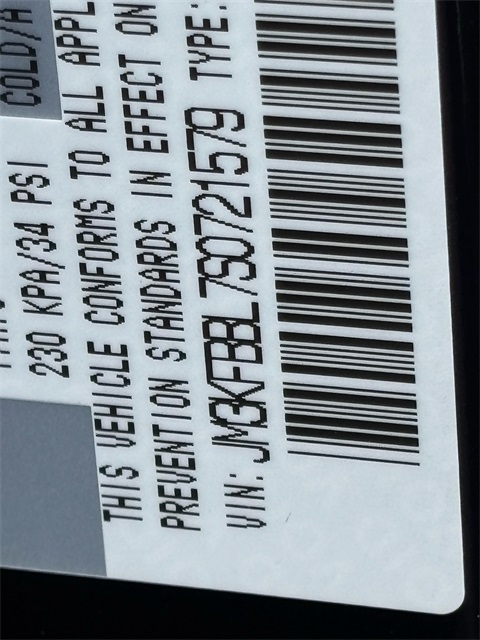 COLD/A
230 KPA/34 PSI
THIS VEHICLE CONFORMS TO ALL APPL
PREVENTION STANDARDS IN EFFECT ON
VIN: JM3KFBBL7S0721579 TYPE: